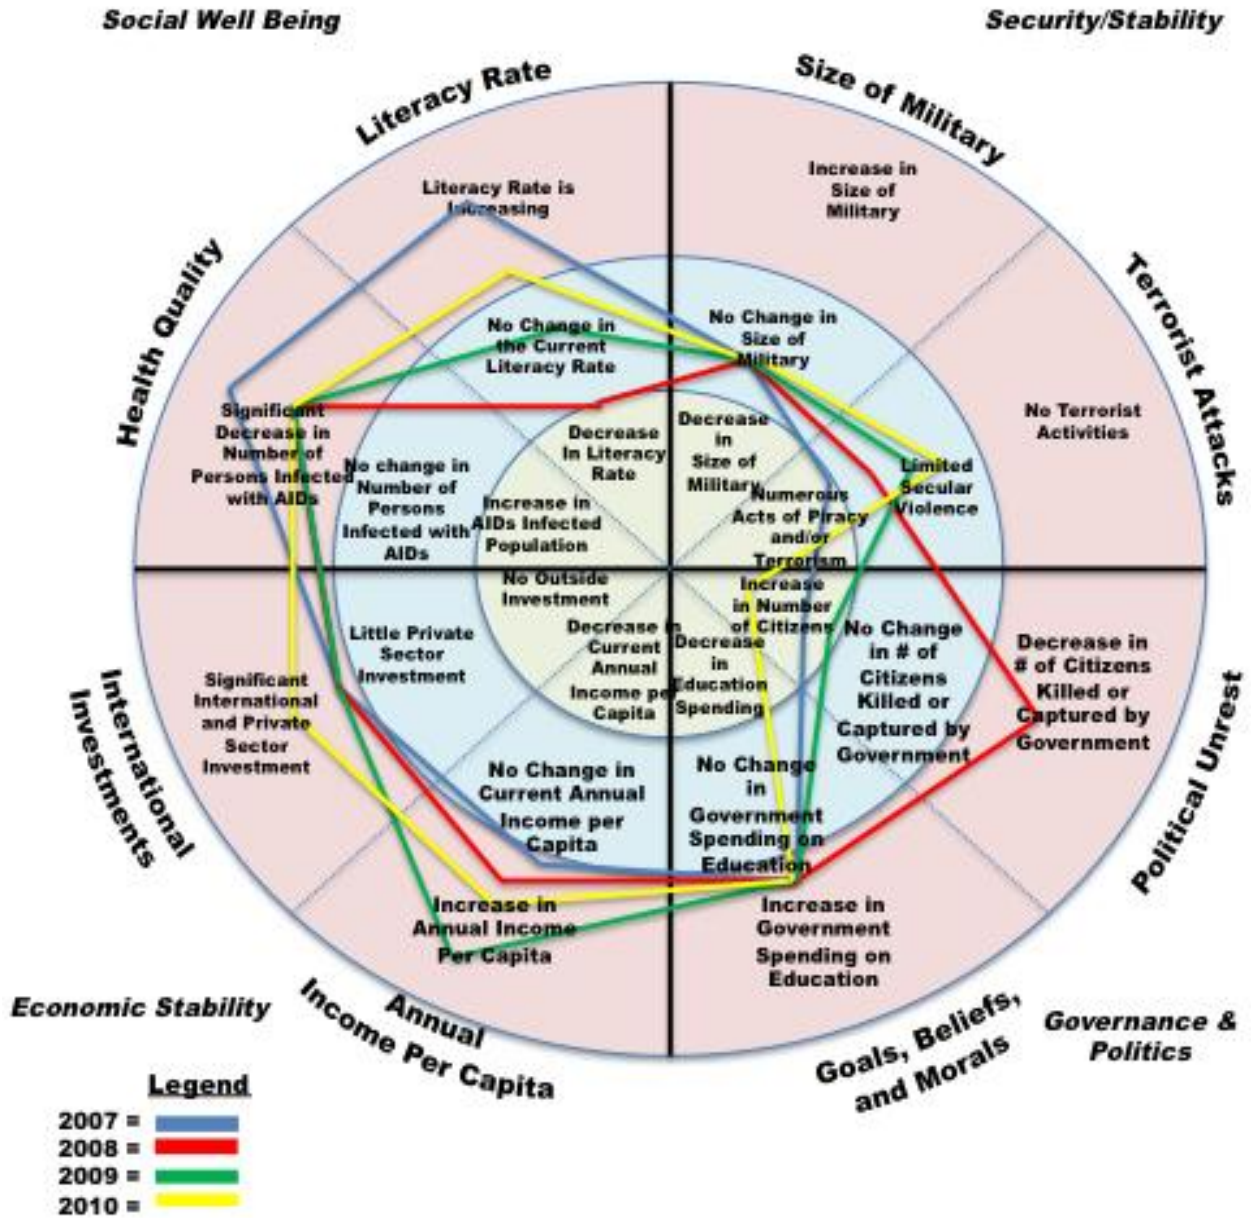 Social Well Being
Security/Stability
Literacy Rate
Size of Military
Increase in
Size of
Military
Literacy Rate is
Increasing
Health Quality
Terrorist Attacks
No Change in
the Current
Literacy Rate
No Change in
Size of
Military
Significant
Decrease in
Number of
Persons Infected
with AIDs
No change in
Number of
Persons
Infected with
AIDs
Decrease
In Literacy
Rate
Decrease
in
Size of
Military
Increase in
AIDs Infected
Population
Numerous
Acts of Piracy
and/or
Terrorism
Limited
Secular
Violence
No Terrorist
Activities
No Outside
Investment
Increase
in Number
of Citizens
Little Private
Sector
Investment
Decrease in
Current
Annual
Income per
Capita
Decrease
in
Education
Spending
No Change
in # of
Citizens
Killed or
Captured by
Government
Decrease in
# of Citizens
Killed or
Captured by
Government
Significant
International
and Private
Sector
Investment
International
Investments
Political Unrest
No Change in
Current Annual
Income per
Capita
No Change
in
Government
Spending on
Education
Increase in
Annual Income
Per Capita
Increase in
Government
Spending on
Education
Economic Stability
Annual
Income Per Capita
Goals, Beliefs,
and Morals
Governance &
Politics
Legend
2007 =
2008 =
2009 =
2010 =